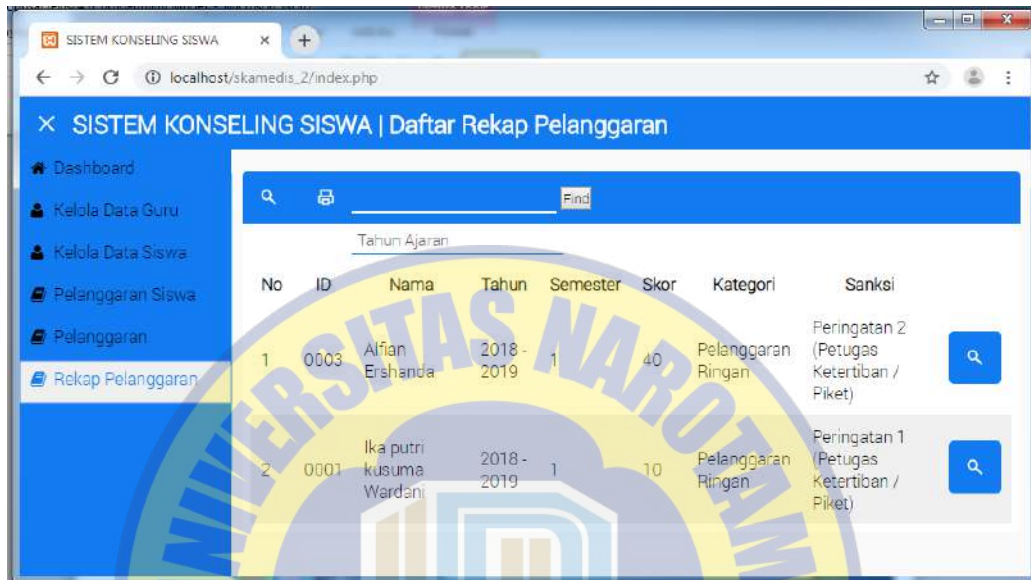 SISTEM KONSELING SISWA
localhost/skamedis_2/index.php
SISTEM KONSELING SISWA | Daftar Rekap Pelanggaran
Dashboard
Kelola Data Guru
Kelola Data Siswa
Pelanggaran Siswa
Pelanggaran
Rekap Pelanggaran
Find
Tahun Ajaran
No ID Nama Tahun Semester Skor Kategori Sanksi
1 0003 Alfian Ershanda 2018 - 2019 1 40 Pelanggaran Ringan Peringatan 2 (Petugas Ketertiban / Piket)
2 0001 Ika putri kusuma Wardani 2018 - 2019 1 10 Pelanggaran Ringan Peringatan 1 (Petugas Ketertiban / Piket)
UNIVERSITAS NAROTAM